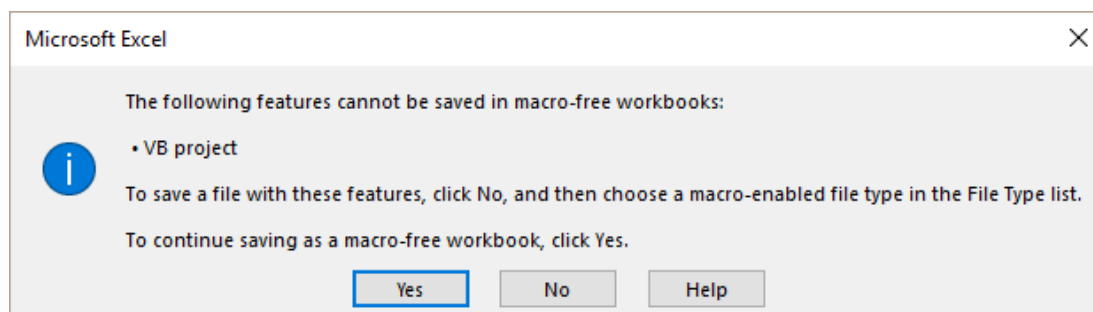 Microsoft Excel
The following features cannot be saved in macro-free workbooks:
• VB project
To save a file with these features, click No, and then choose a macro-enabled file type in the File Type list.
To continue saving as a macro-free workbook, click Yes.
Yes No Help